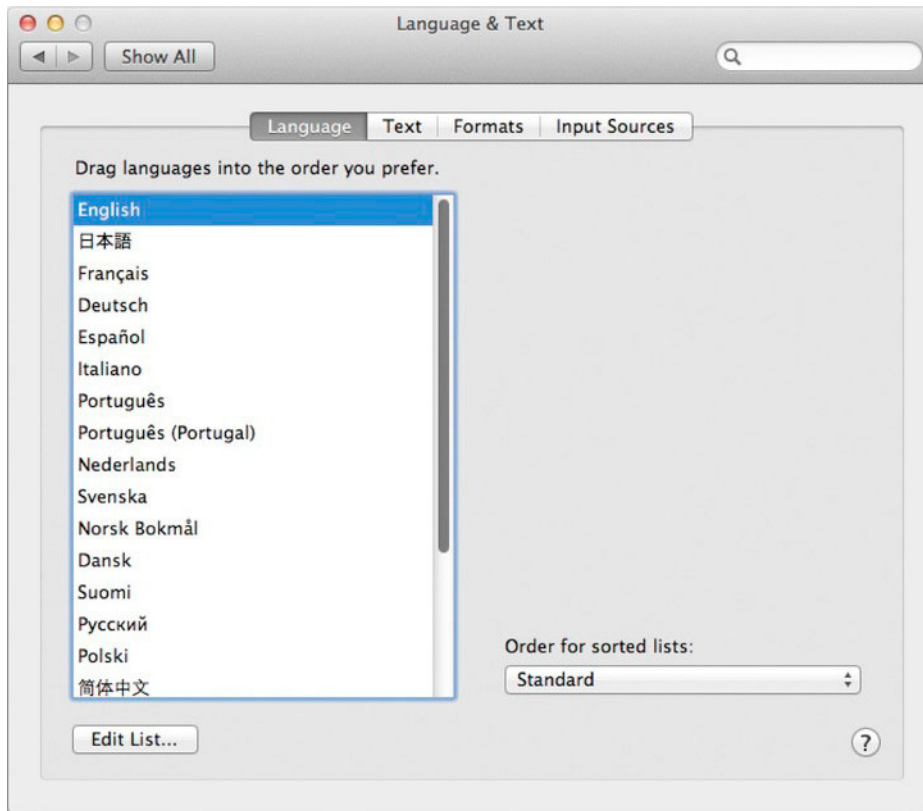 Language & Text
Show All
Language Text Formats Input Sources
Drag languages into the order you prefer.
English
日本語
Français
Deutsch
Español
Italiano
Português
Português (Portugal)
Nederlands
Svenska
Norsk Bokmål
Dansk
Suomi
Русский
Polski
简体中文
Order for sorted lists:
Standard
Edit List...
?